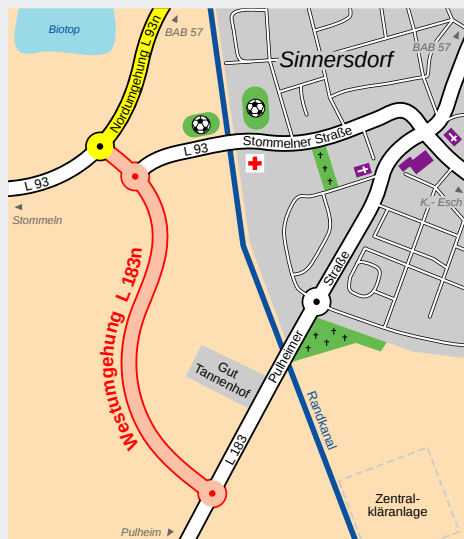 Biotop
BAB 57
Nordumgehung L 93n
Sinnersdorf
BAB 57
Stommelner Straße
L 93
L 93
Stommeln
K.- Esch
Westumgehung L 183n
Pulheimer
Straße
Gut
Tannenhof
Randkanal
L 183
Zentral-
kläranlage
Pulheim